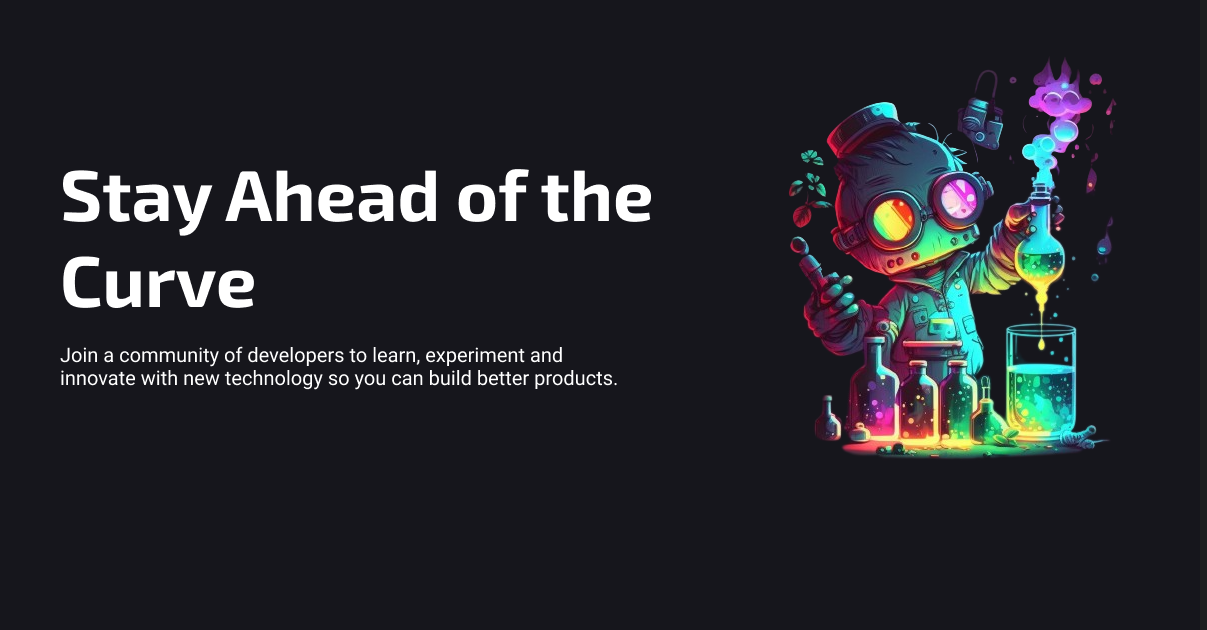 Stay Ahead of the
Curve
Join a community of developers to learn, experiment and
innovate with new technology so you can build better products.